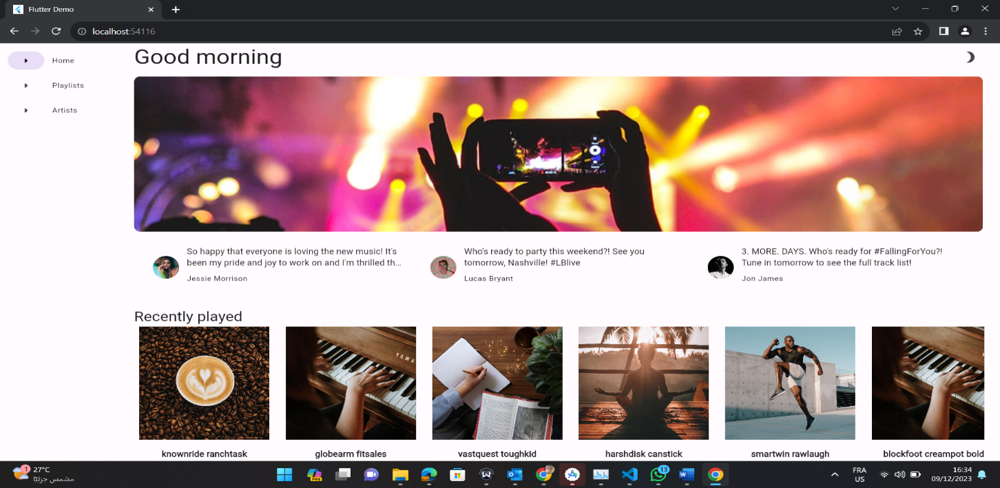 Flutter Demo
localhost:54116
Home
Playlists
Artists
Good morning
So happy that everyone is loving the new music! It's
been my pride and joy to work on and I'm thrilled th...
Jessie Morrison
Who's ready to party this weekend?! See you
tomorrow, Nashville! #LBlive
Lucas Bryant
3. MORE. DAYS. Who's ready for #FallingForYou?!
Tune in tomorrow to see the full track list!
Jon James
Recently played
YAMA
knownride ranchtask
globearm fitsales
vastquest toughkid
harshdisk canstick
smartwin rawlaugh
blockfoot creampot bold
1
27°C
مشمس جزئيًا
PRE
13
FRA
US
16:34
09/12/2023